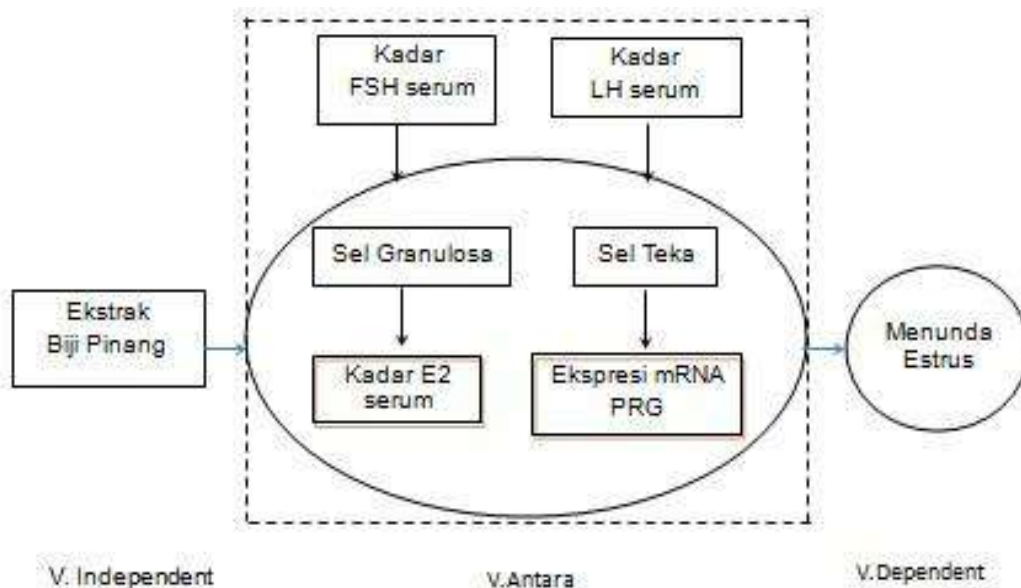 Kadar
FSH serum
Kadar
LH serum
Sel Granulosa
Sel Teka
Ekstrak
Biji Pinang
Kadar E2
serum
Ekspresi mRNA
PRG
Menunda
Estrus
V. Independent
V.Antara
V.Dependent